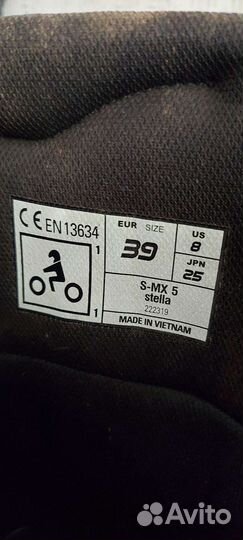 CE EN 13634
1
1
EUR SIZE
39
US
8
JPN
25
S-MX 5
stella
222319
MADE IN VIETNAM
Avito